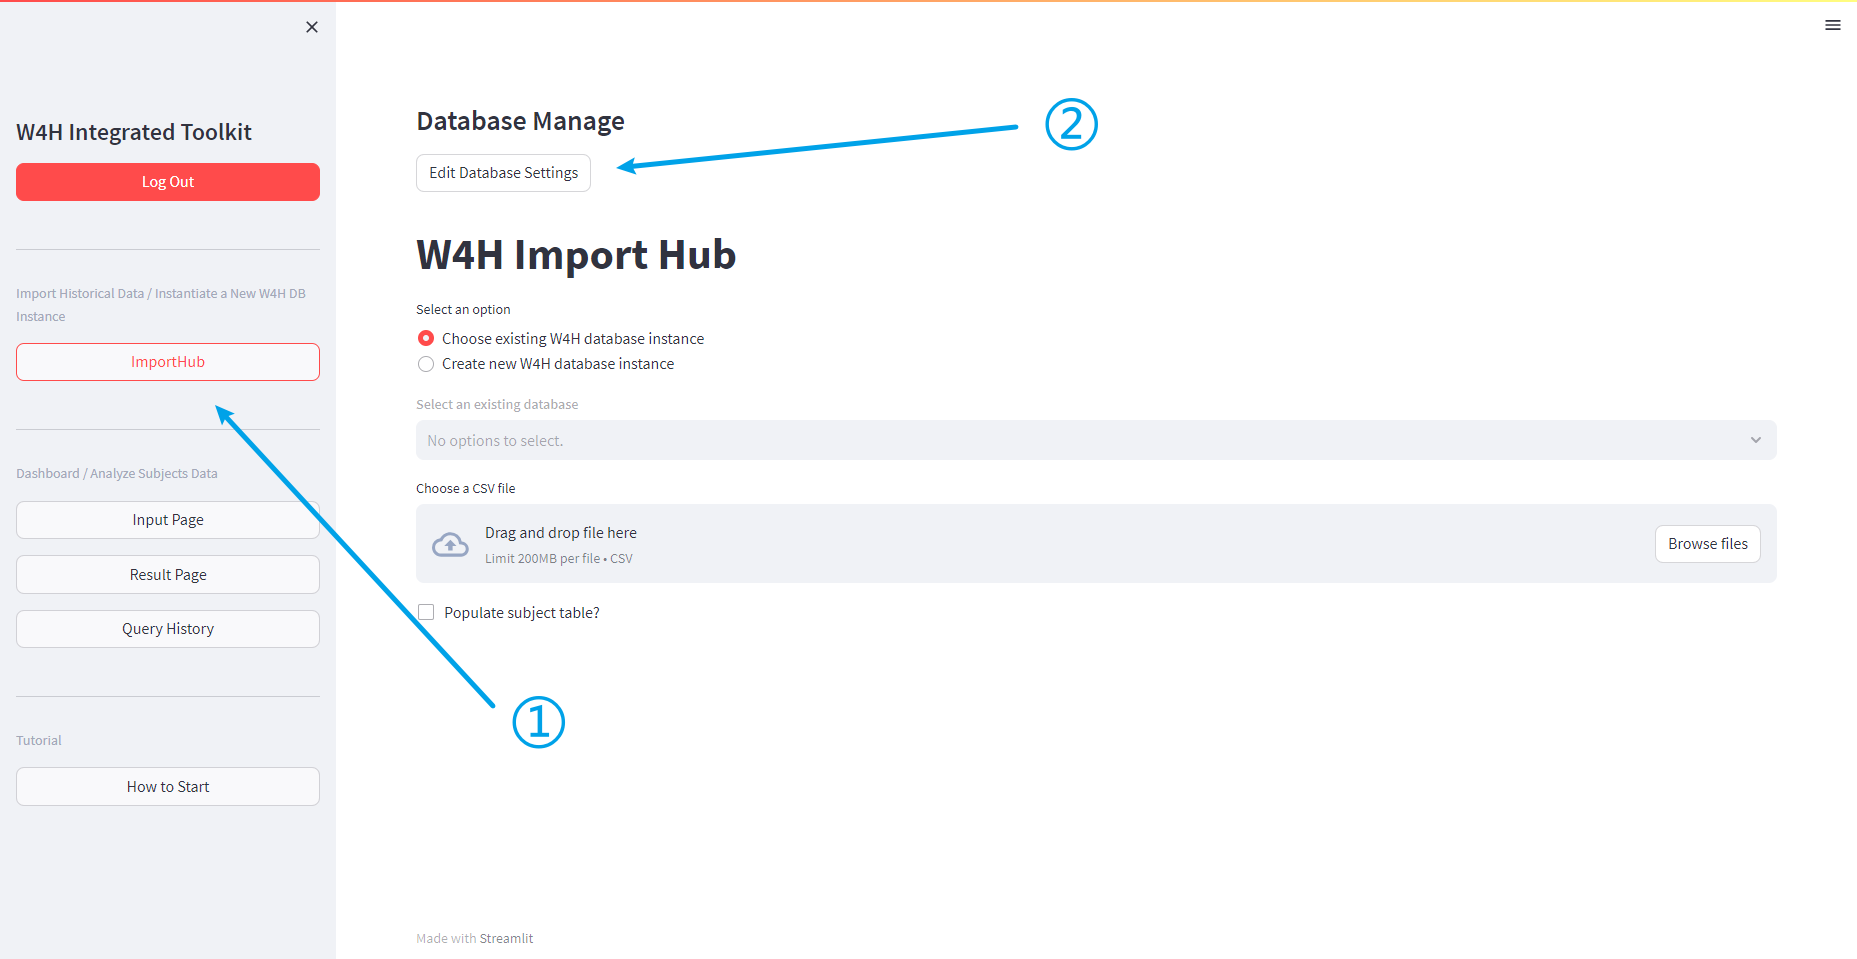 W4H Integrated Toolkit
Log Out
Import Historical Data / Instantiate a New W4H DB
Instance
ImportHub
Dashboard / Analyze Subjects Data
Input Page
Result Page
Query History
Tutorial
How to Start
Database Manage
②
Edit Database Settings
W4H Import Hub
Select an option
Choose existing W4H database instance
Create new W4H database instance
Select an existing database
No options to select.
Choose a CSV file
Drag and drop file here
Limit 200MB per file • CSV
Browse files
Populate subject table?
①
Made with Streamlit